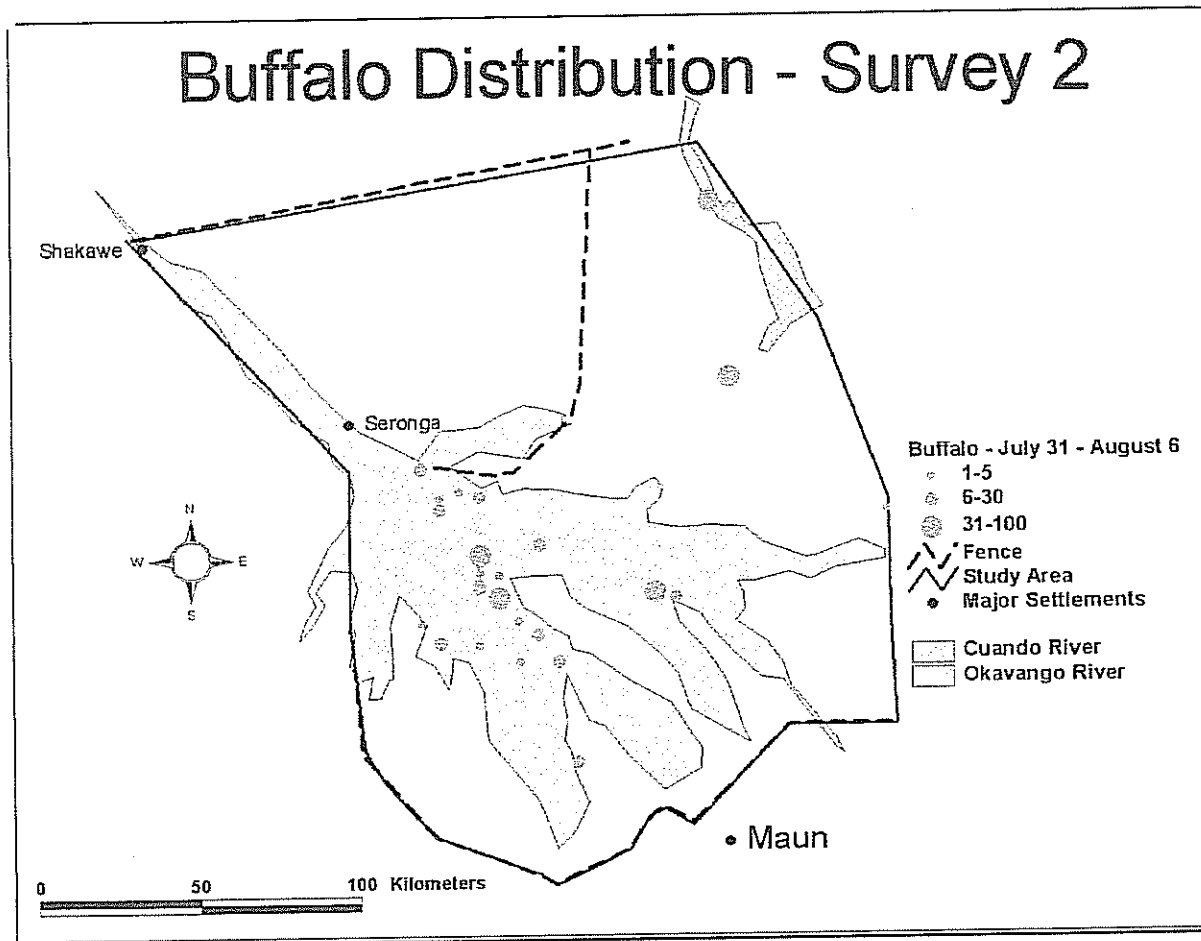 Buffalo Distribution - Survey 2
Shakawe
Seronga
Buffalo - July 31 - August 6
1-5
6-30
31-100
Fence
Study Area
Major Settlements
Cuando River
Okavango River
N
W E
S
Maun
0 50 100 Kilometers